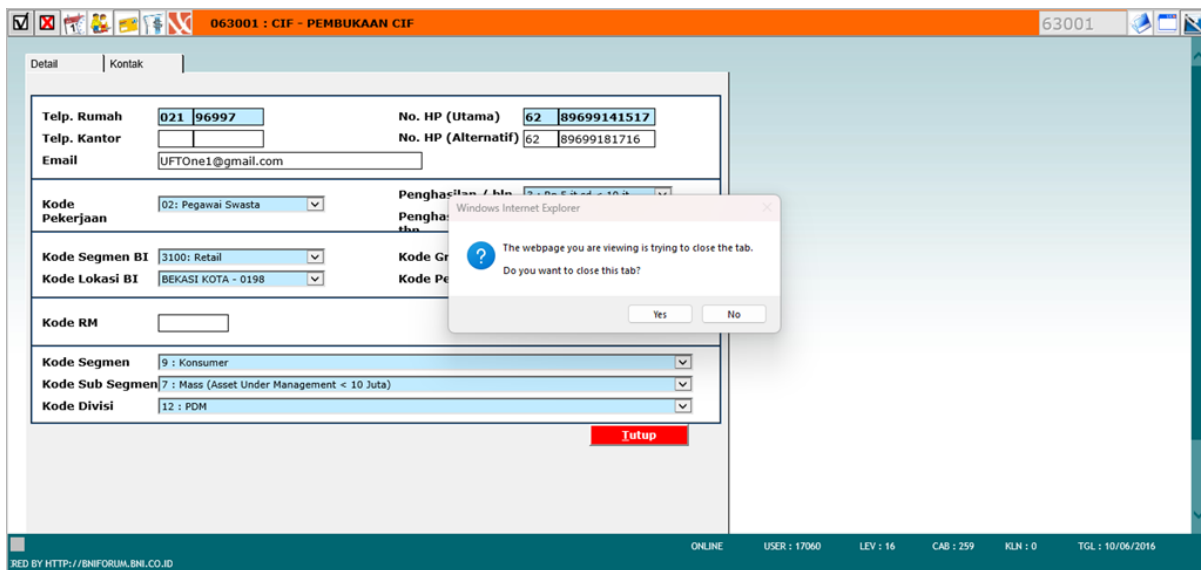 063001 : CIF - PEMBUKAAN CIF
63001
Detail
Kontak
Telp. Rumah 021 96997 No. HP (Utama) 62 89699141517
Telp. Kantor No. HP (Alternatif) 62 89699181716
Email UFTOne1@gmail.com
Penghasilan / bln
Kode Pekerjaan 02: Pegawai Swasta
Kode Segmen BI 3100: Retail
Kode Lokasi BI BEKASI KOTA - 0198
Windows Internet Explorer
The webpage you are viewing is trying to close the tab.
Do you want to close this tab?
Yes No
Kode RM
Kode Segmen 9 : Konsumer
Kode Sub Segmen 7 : Mass (Asset Under Management < 10 Juta)
Kode Divisi 12 : PDM
Tutup
ONLINE USER : 17060 LEV : 16 CAB : 259 KLN : 0 TGL : 10/06/2016
RED BY HTTP://BNIFORUM.BNI.CO.ID